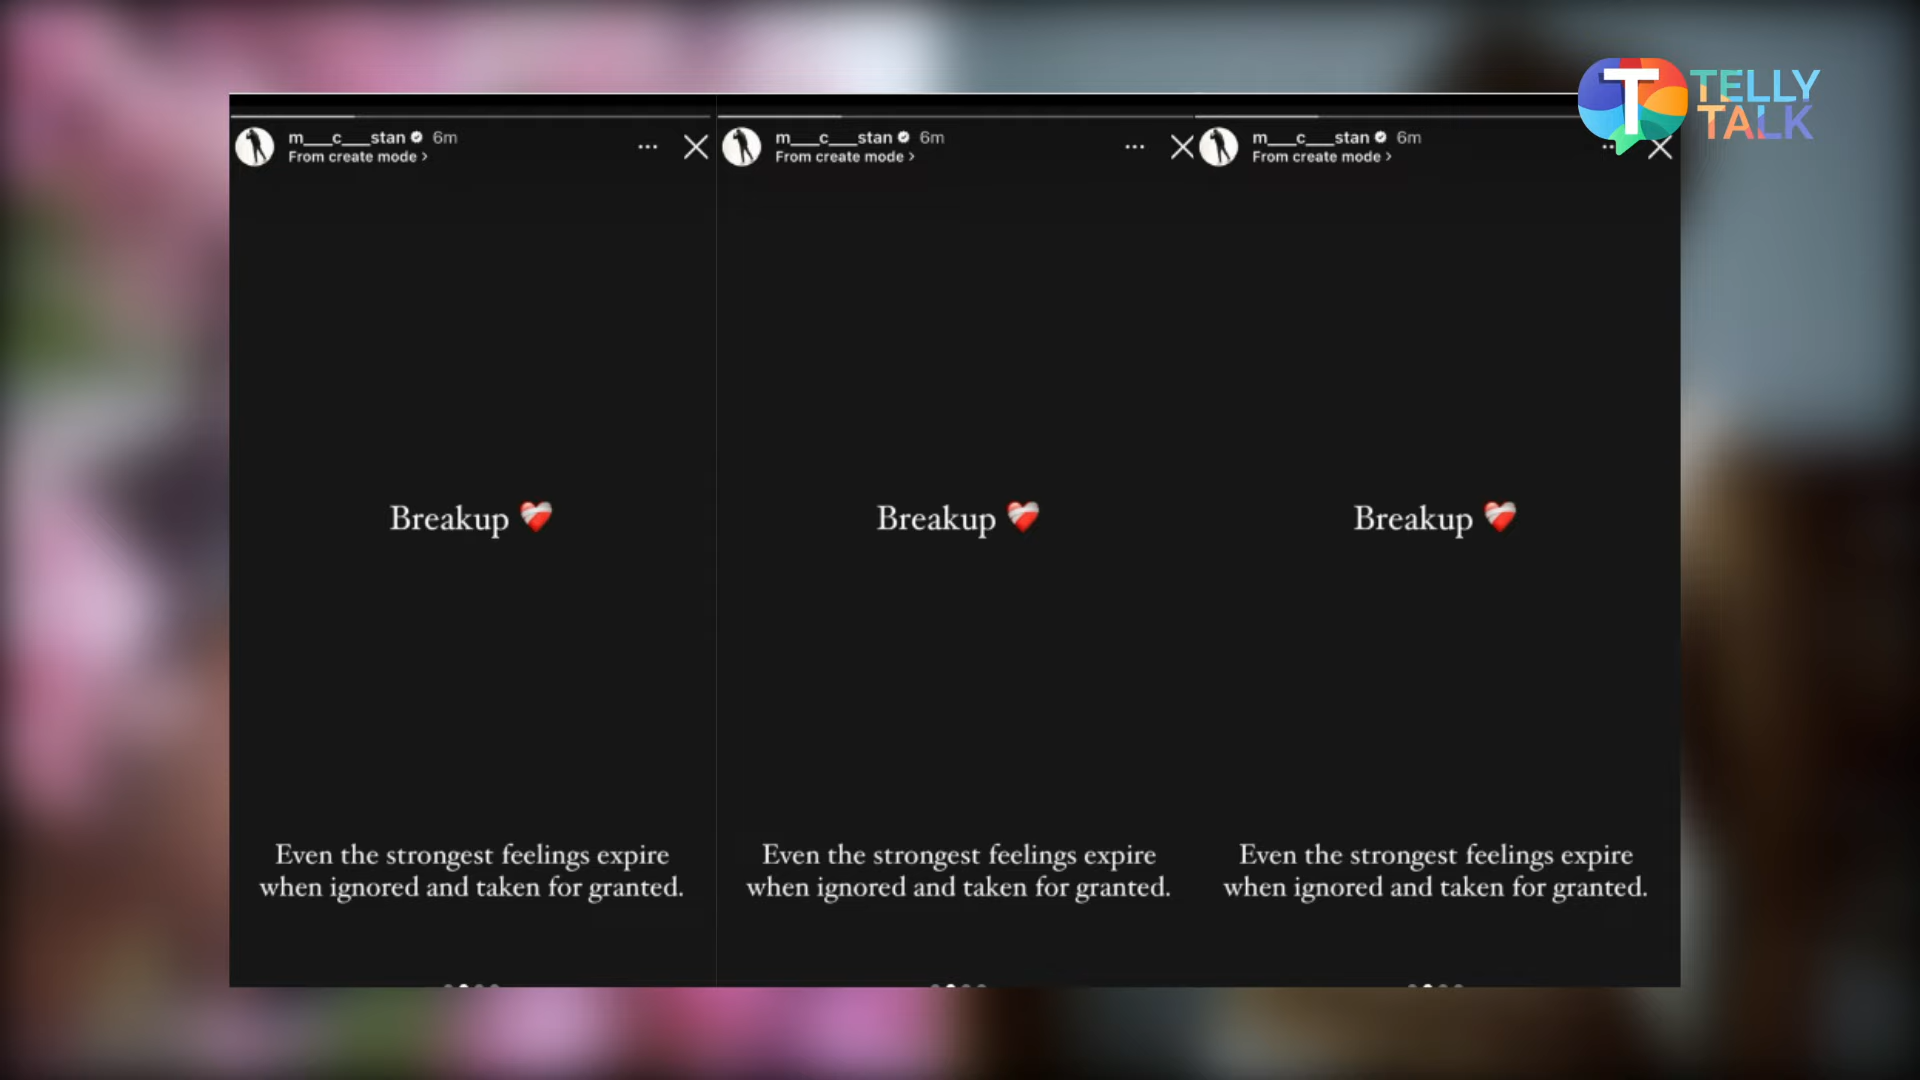 TELLY
TALK
m___c___stan 6m
From create mode >
Breakup ❤️‍🩹
Even the strongest feelings expire
when ignored and taken for granted.
m___c___stan 6m
From create mode >
Breakup ❤️‍🩹
Even the strongest feelings expire
when ignored and taken for granted.
m___c___stan 6m
From create mode >
Breakup ❤️‍🩹
Even the strongest feelings expire
when ignored and taken for granted.